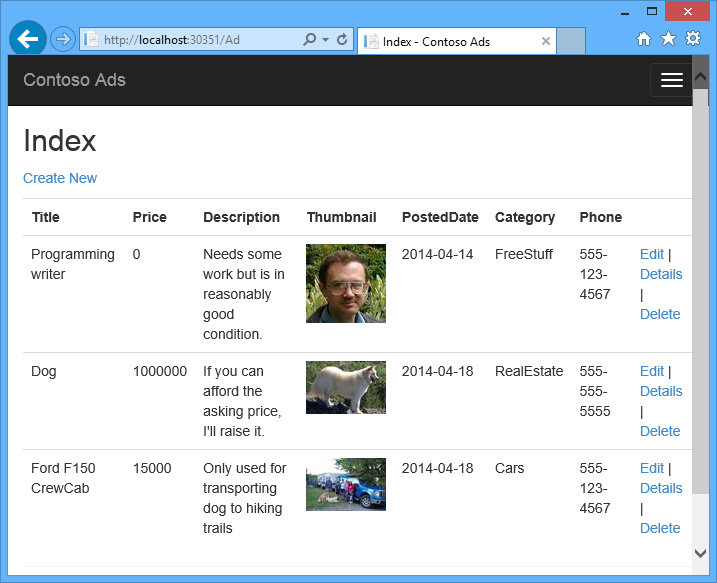 http://localhost:30351/Ad
Index - Contoso Ads
Contoso Ads
Index
Create New
Title Price Description Thumbnail PostedDate Category Phone
Programming writer 0 Needs some work but is in reasonably good condition. 2014-04-14 FreeStuff 555-123-4567 Edit | Details | Delete
Dog 1000000 If you can afford the asking price, I'll raise it. 2014-04-18 RealEstate 555-555-5555 Edit | Details | Delete
Ford F150 CrewCab 15000 Only used for transporting dog to hiking trails 2014-04-18 Cars 555-123-4567 Edit | Details | Delete